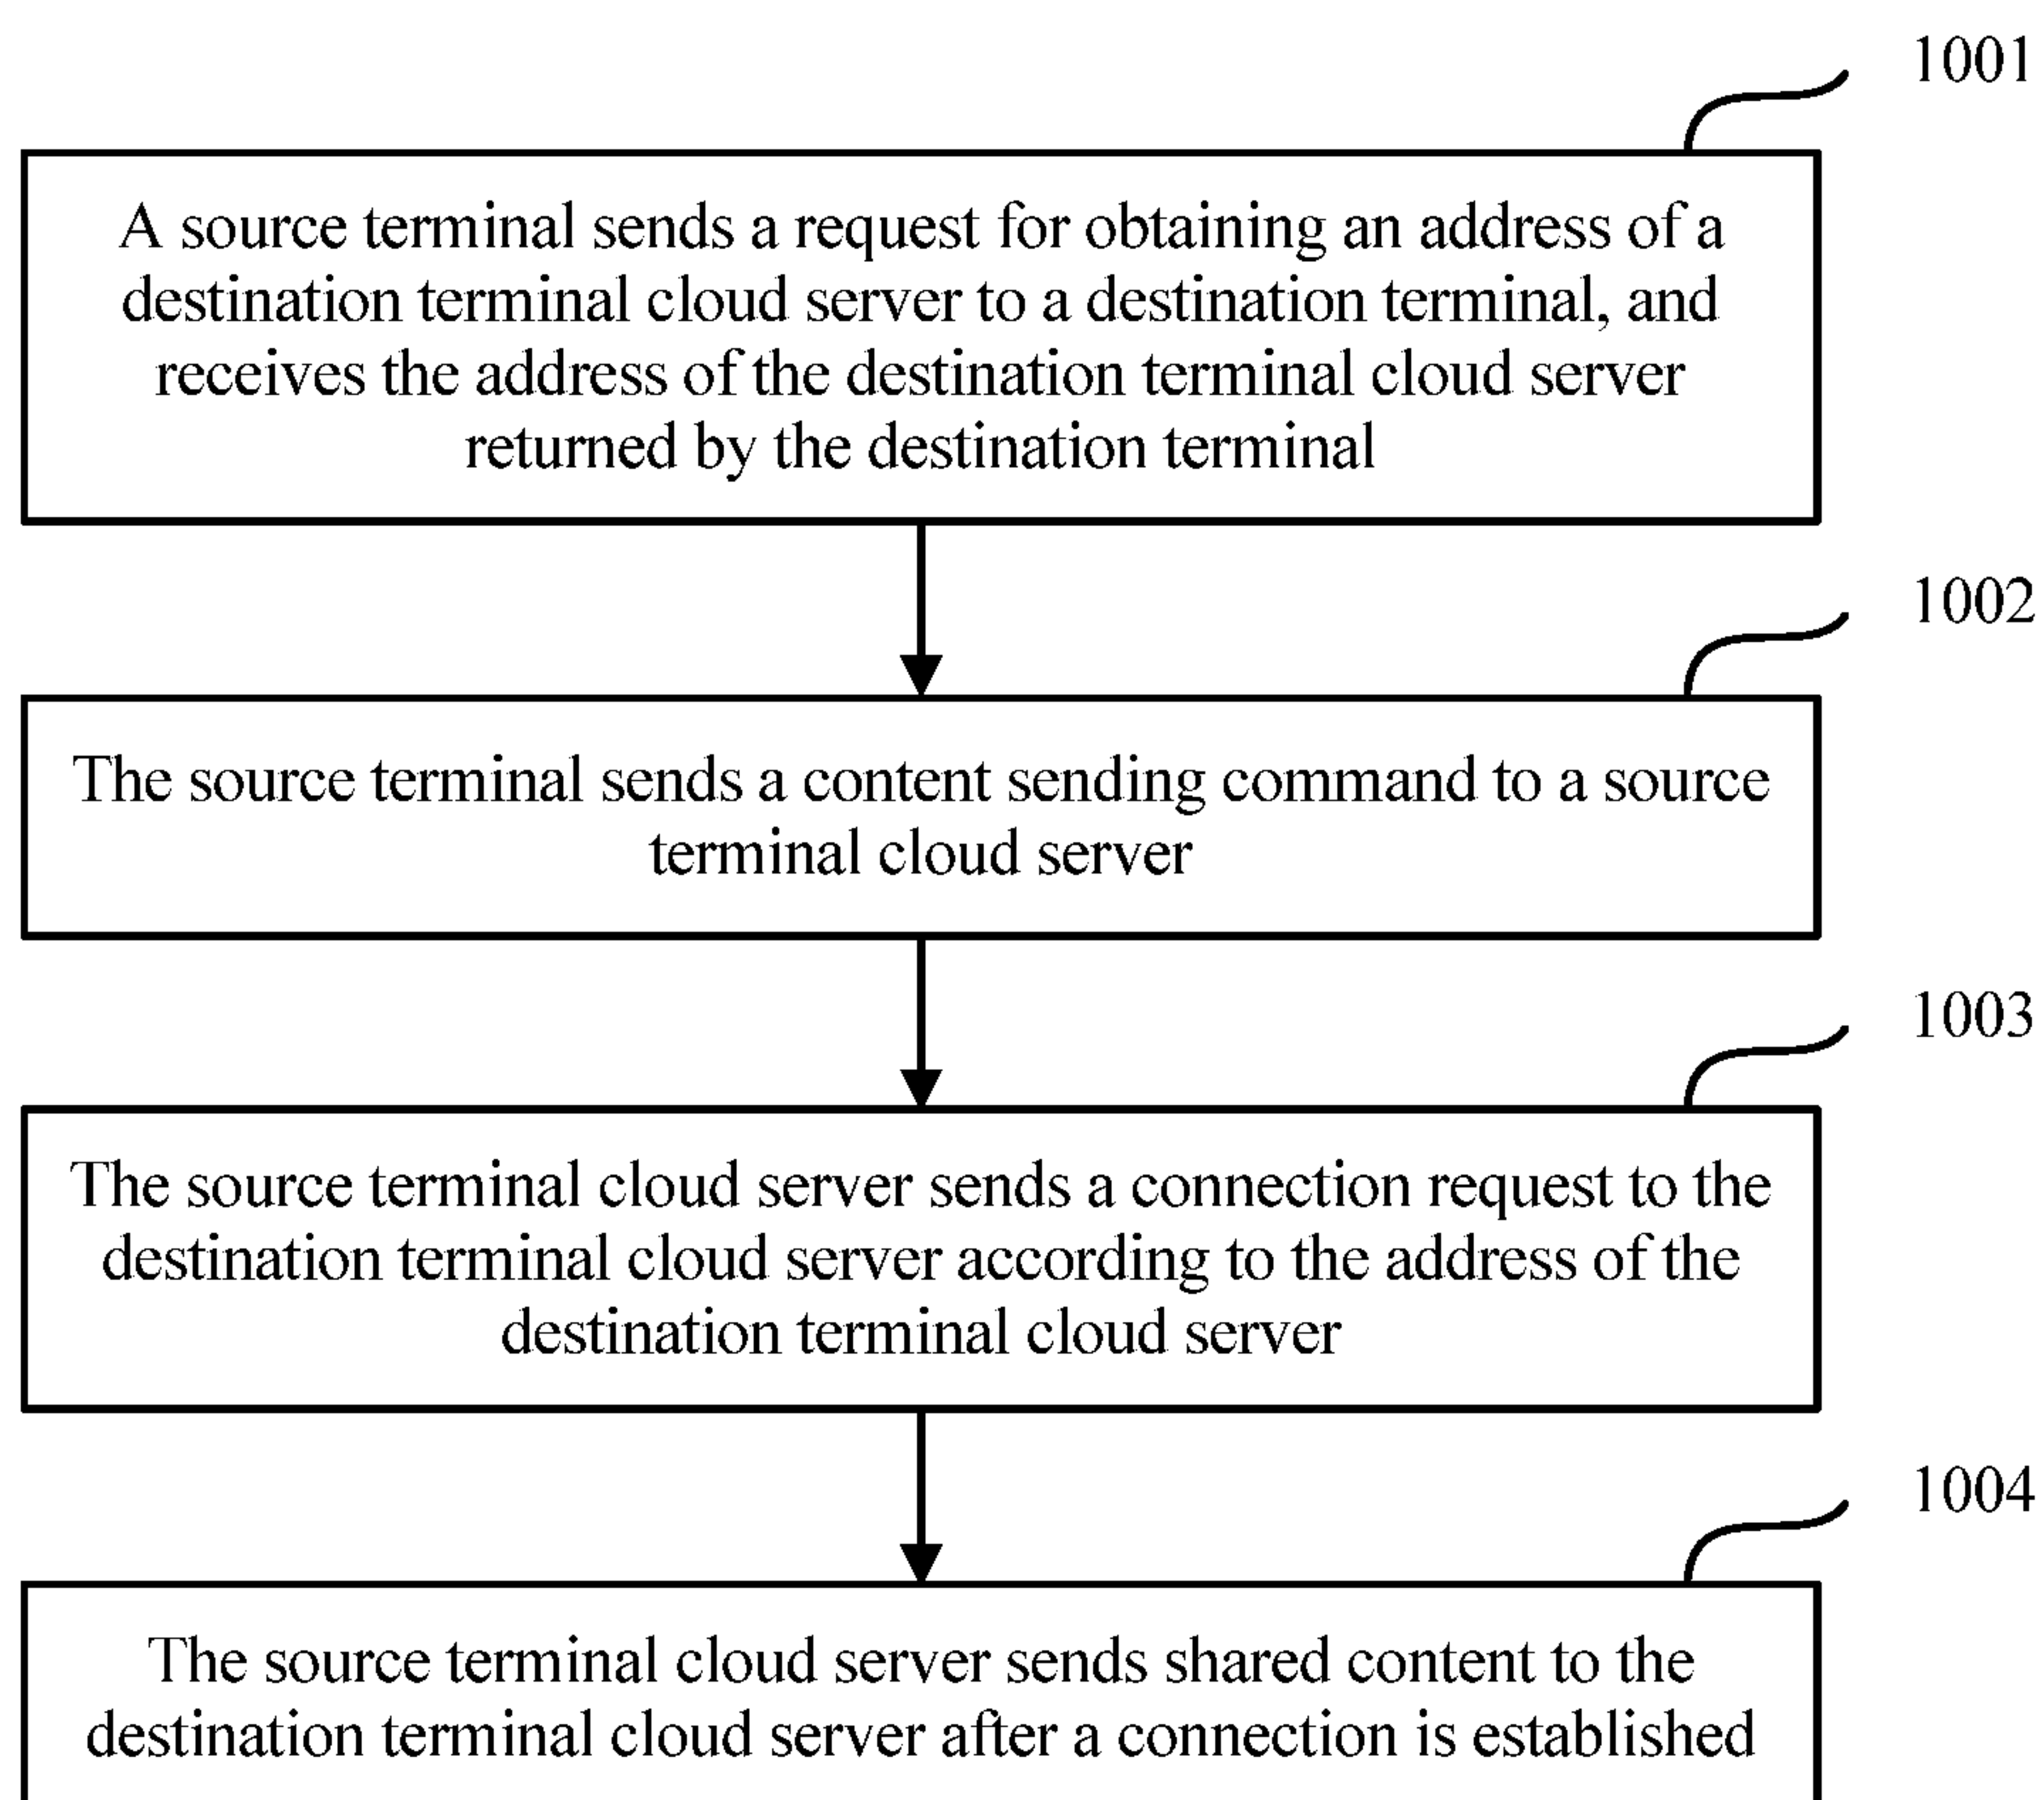 1001
A source terminal sends a request for obtaining an address of a
destination terminal cloud server to a destination terminal, and
receives the address of the destination terminal cloud server
returned by the destination terminal
1002
The source terminal sends a content sending command to a source
terminal cloud server
1003
The source terminal cloud server sends a connection request to the
destination terminal cloud server according to the address of the
destination terminal cloud server
1004
The source terminal cloud server sends shared content to the
destination terminal cloud server after a connection is established